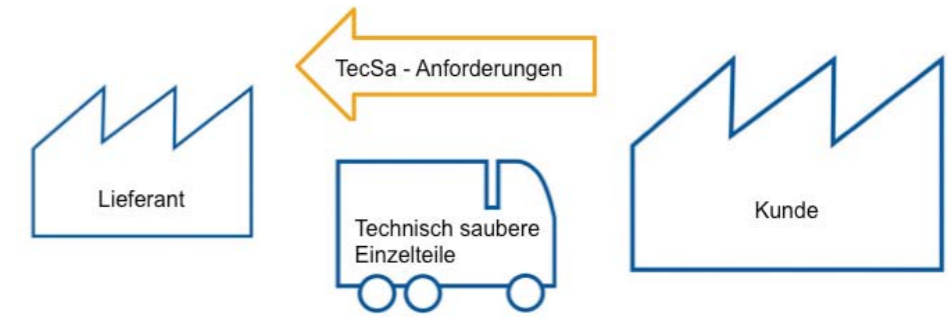 TecSa - Anforderungen
Lieferant
Technisch saubere
Einzelteile
Kunde